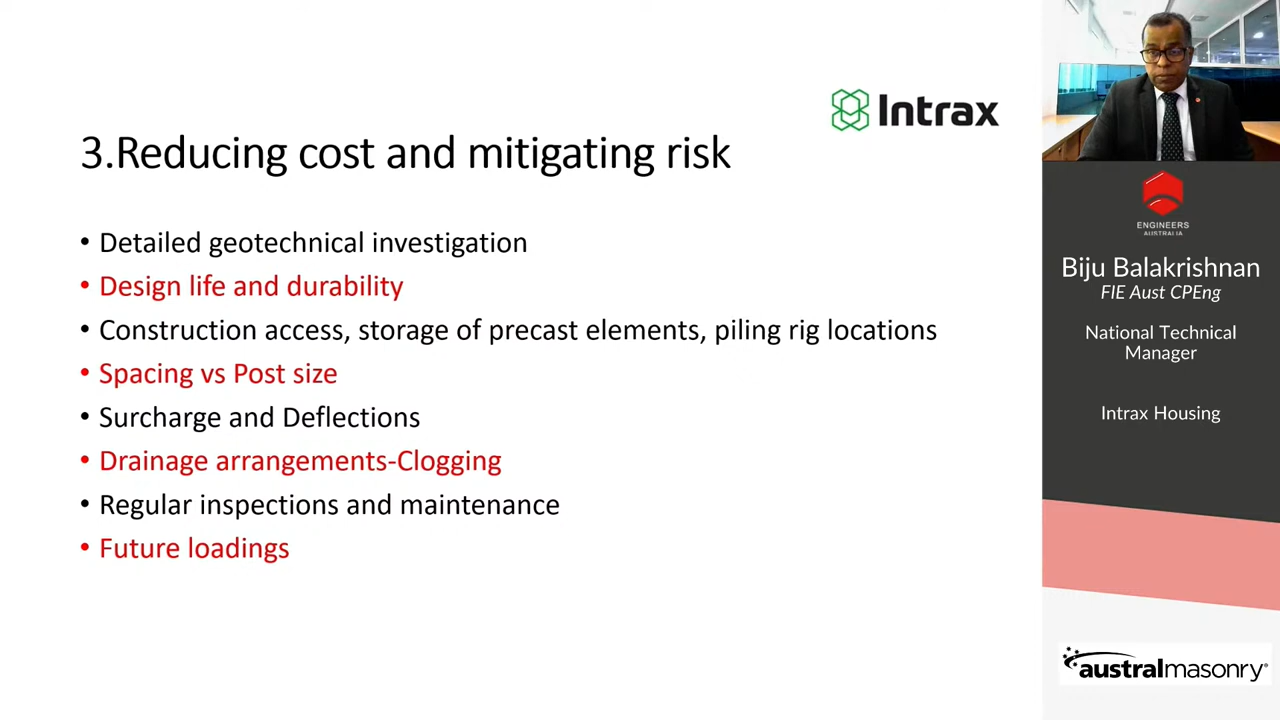 Intrax
3.Reducing cost and mitigating risk
• Detailed geotechnical investigation
• Design life and durability
• Construction access, storage of precast elements, piling rig locations
• Spacing vs Post size
• Surcharge and Deflections
• Drainage arrangements-Clogging
• Regular inspections and maintenance
• Future loadings
ENGINEERS
AUSTRALIA
Biju Balakrishnan
FIE Aust CPEng
National Technical
Manager
Intrax Housing
australmasonry®